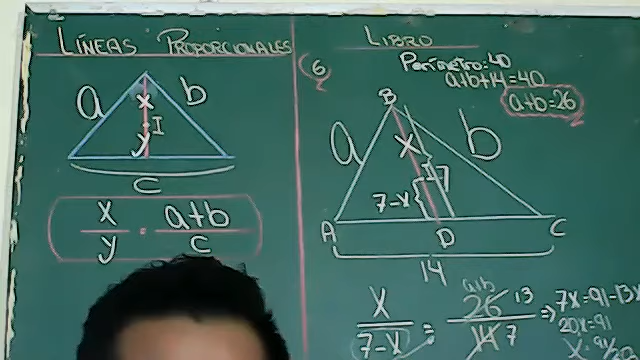 LÍNEAS PROPORCIONALES
a
b
x
I
y
c
x/y = a+b/c
LIBRO
6
Perímetro: 40
a+b+14=40
a+b=26
B
a
b
x
I
7
7-x
A
D
C
14
x/7-x = 26/14
a+b
13
7
⇒ 7x=91-13x
20x=91